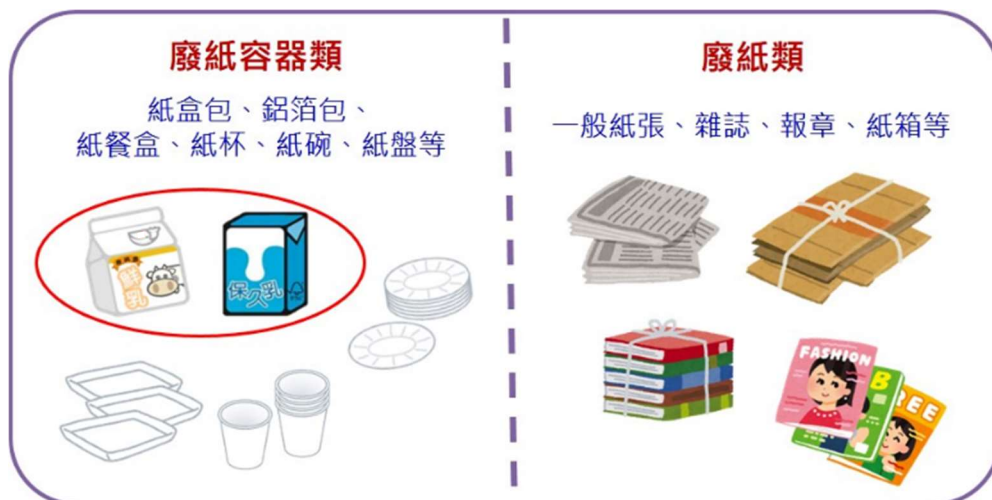 廢紙容器類
紙盒包、鋁箔包、
紙餐盒、紙杯、紙碗、紙盤等
鮮乳
保久乳
廢紙類
一般紙張、雜誌、報章、紙箱等
FASHION
B
REE